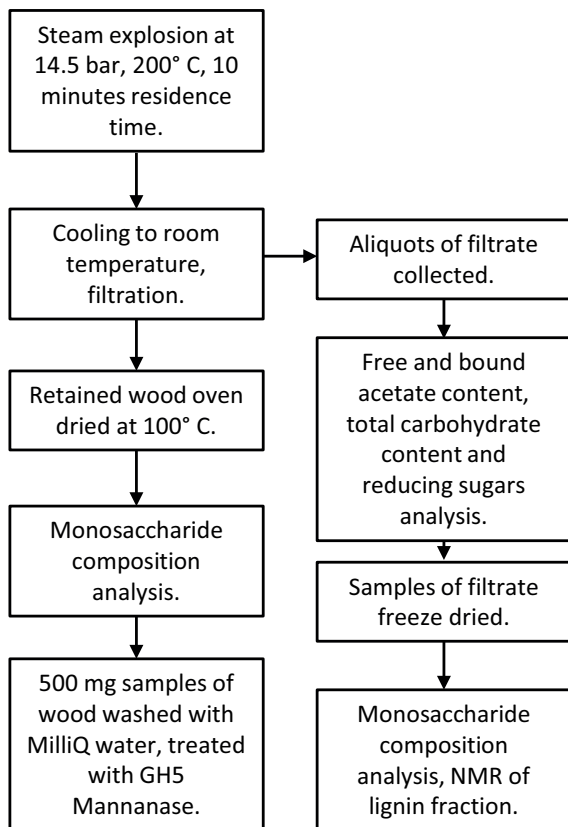 Steam explosion at
14.5 bar, 200° C, 10
minutes residence
time.
Cooling to room
temperature,
filtration.
Retained wood oven
dried at 100° C.
Monosaccharide
composition
analysis.
500 mg samples of
wood washed with
MilliQ water, treated
with GH5
Mannanase.
Aliquots of filtrate
collected.
Free and bound
acetate content,
total carbohydrate
content and
reducing sugars
analysis.
Samples of filtrate
freeze dried.
Monosaccharide
composition
analysis, NMR of
lignin fraction.